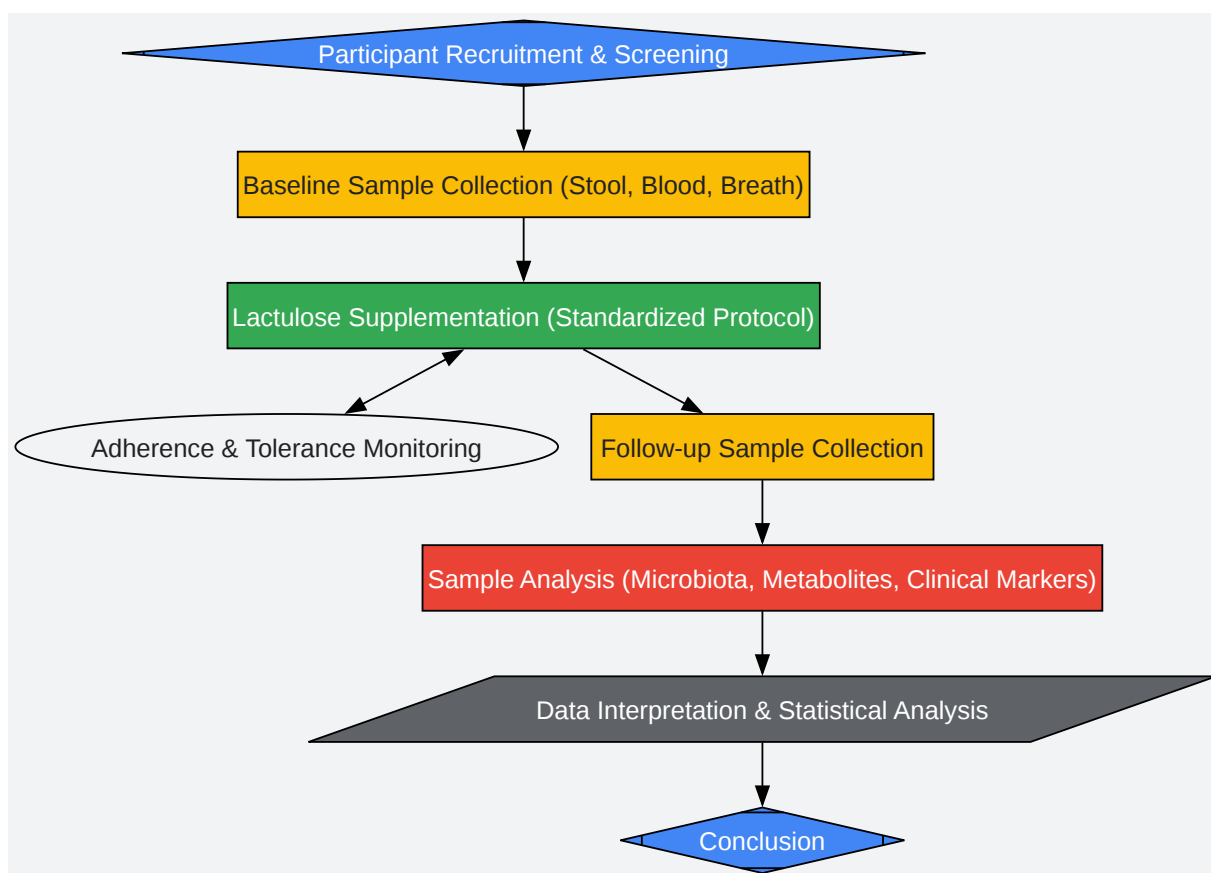 Participant Recruitment & Screening
Baseline Sample Collection (Stool, Blood, Breath)
Lactulose Supplementation (Standardized Protocol)
Adherence & Tolerance Monitoring
Follow-up Sample Collection
Sample Analysis (Microbiota, Metabolites, Clinical Markers)
Data Interpretation & Statistical Analysis
Conclusion